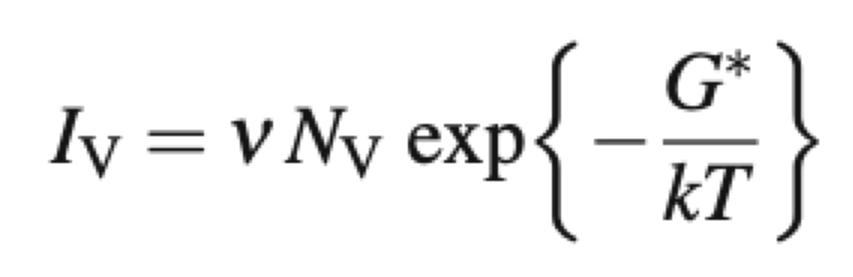 I_V = ν N_V exp{ − G* / kT }